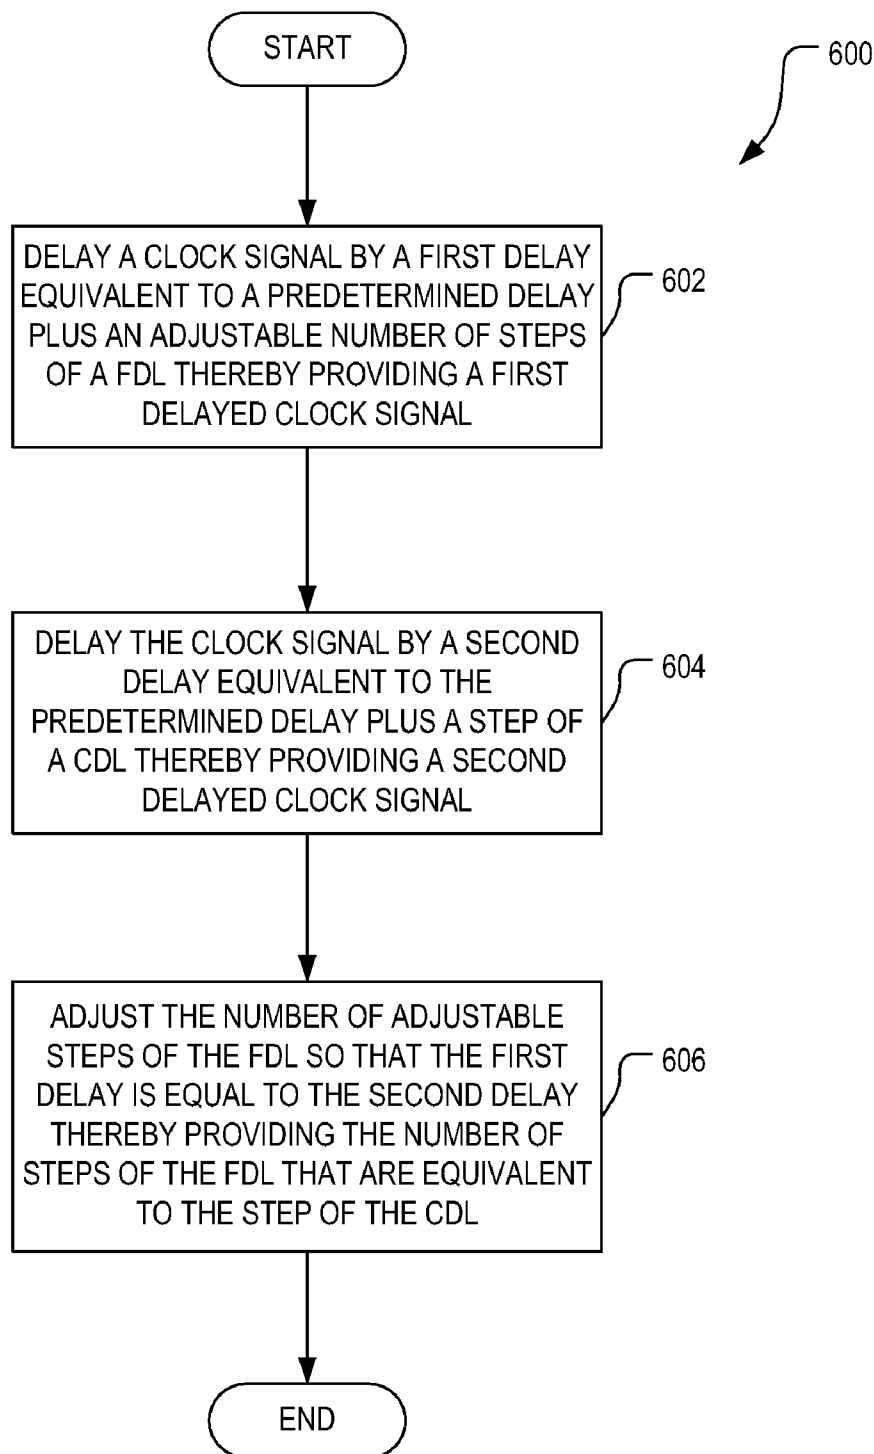 START
600
DELAY A CLOCK SIGNAL BY A FIRST DELAY
EQUIVALENT TO A PREDETERMINED DELAY
PLUS AN ADJUSTABLE NUMBER OF STEPS
OF A FDL THEREBY PROVIDING A FIRST
DELAYED CLOCK SIGNAL
602
DELAY THE CLOCK SIGNAL BY A SECOND
DELAY EQUIVALENT TO THE
PREDETERMINED DELAY PLUS A STEP OF
A CDL THEREBY PROVIDING A SECOND
DELAYED CLOCK SIGNAL
604
ADJUST THE NUMBER OF ADJUSTABLE
STEPS OF THE FDL SO THAT THE FIRST
DELAY IS EQUAL TO THE SECOND DELAY
THEREBY PROVIDING THE NUMBER OF
STEPS OF THE FDL THAT ARE EQUIVALENT
TO THE STEP OF THE CDL
606
END